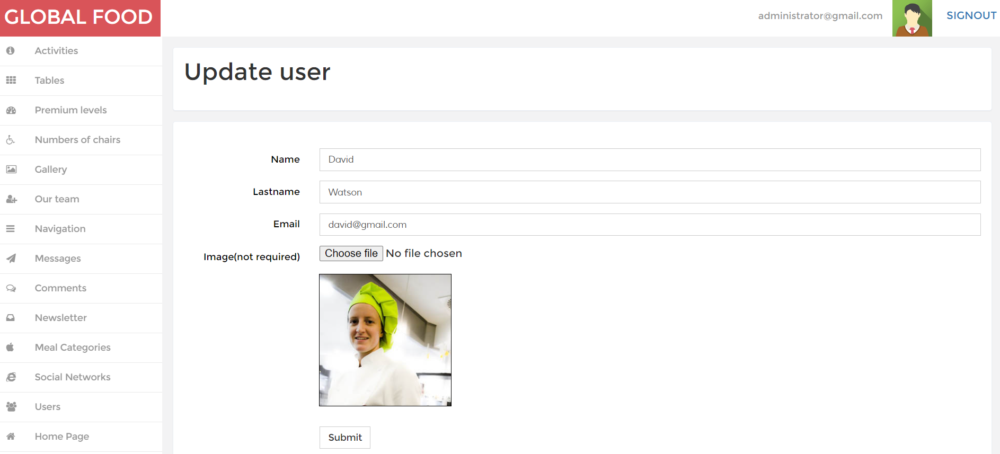 GLOBAL FOOD
administrator@gmail.com
SIGNOUT
Activities
Tables
Premium levels
Numbers of chairs
Gallery
Our team
Navigation
Messages
Comments
Newsletter
Meal Categories
Social Networks
Users
Home Page
Update user
Name
David
Lastname
Watson
Email
david@gmail.com
Image(not required)
Choose file No file chosen
Submit